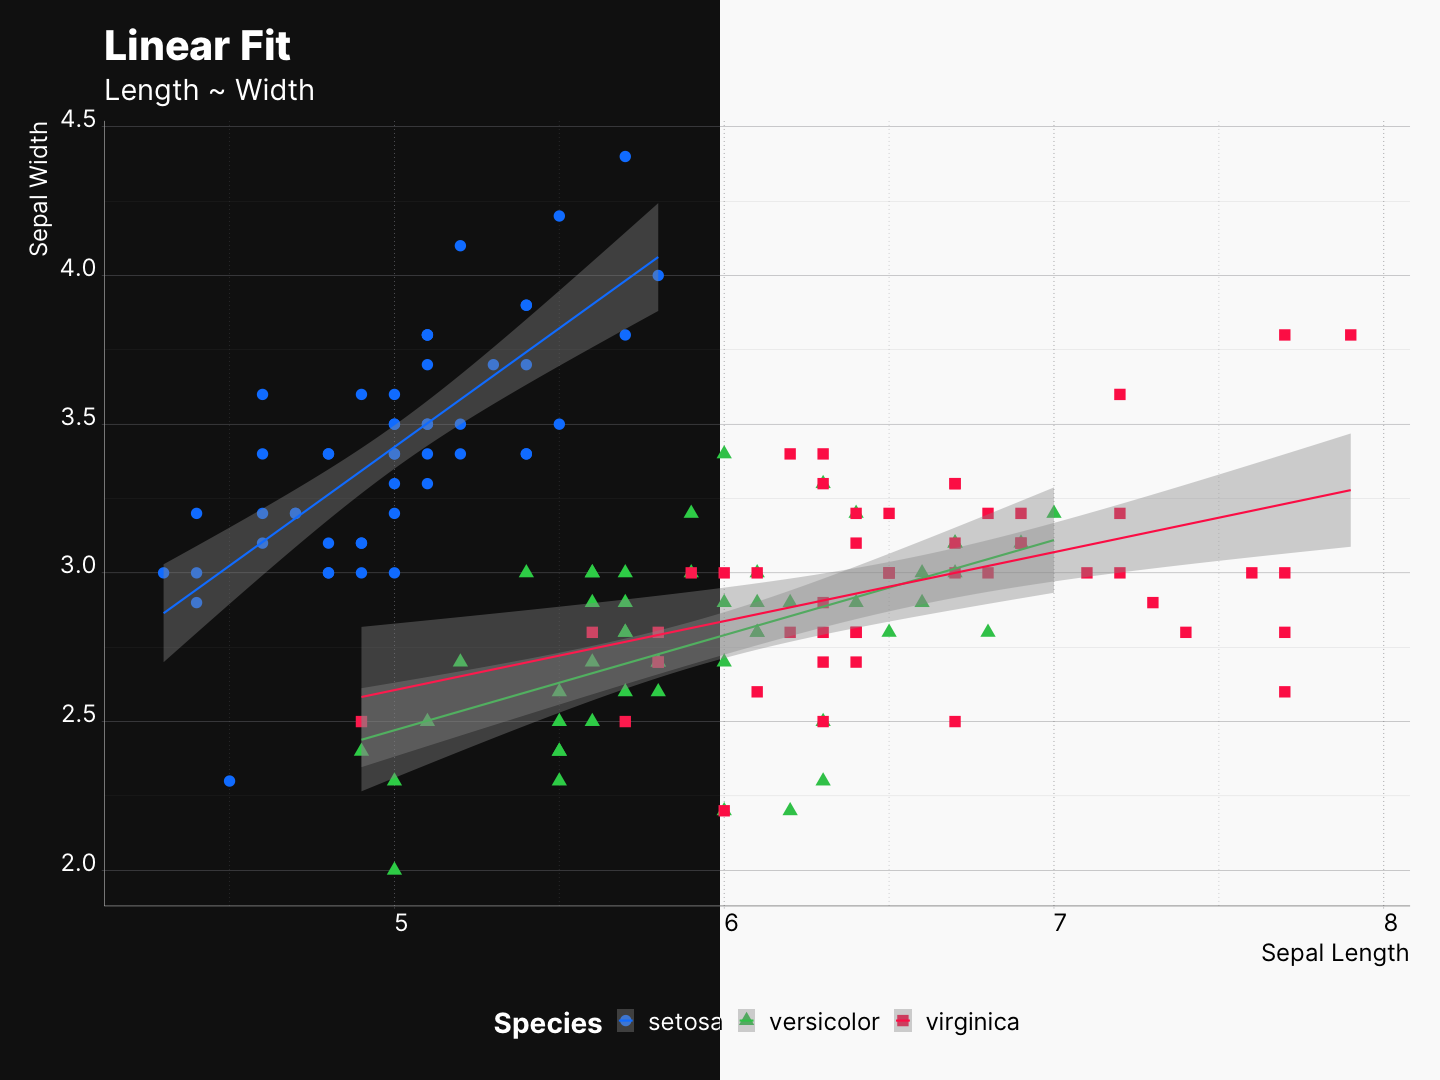 Linear Fit
Length ~ Width
Sepal Width
4.5
4.0
3.5
3.0
2.5
2.0
5 6 7 8
Sepal Length
Species setosa versicolor virginica